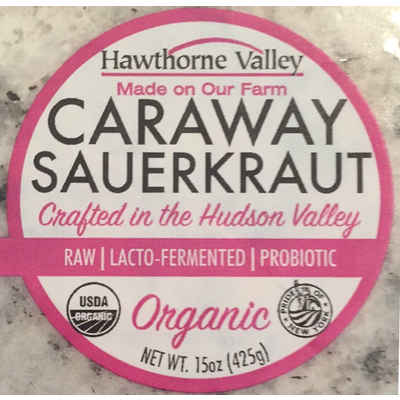 Hawthorne Valley
Made on Our Farm
CARAWAY
SAUERKRAUT
Crafted in the Hudson Valley
RAW | LACTO-FERMENTED | PROBIOTIC
USDA
ORGANIC
Organic
PRIDE OF
NEW YORK
NET WT. 15oz (425g)